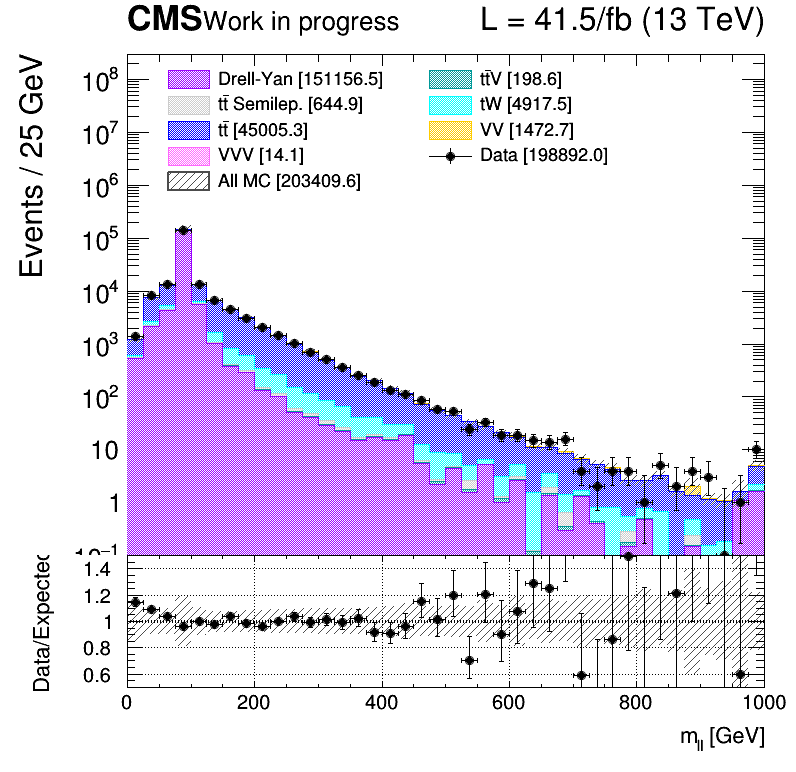 CMS Work in progress L = 41.5/fb (13 TeV)
Events / 25 GeV
Drell-Yan [151156.5]
tt̄ Semilep. [644.9]
tt̄ [45005.3]
VVV [14.1]
All MC [203409.6]
tt̄V [198.6]
tW [4917.5]
VV [1472.7]
Data [198892.0]
10⁸
10⁷
10⁶
10⁵
10⁴
10³
10²
10
1
10⁻¹
Data/Expected
1.4
1.2
1
0.8
0.6
0 200 400 600 800 1000
m_ll [GeV]